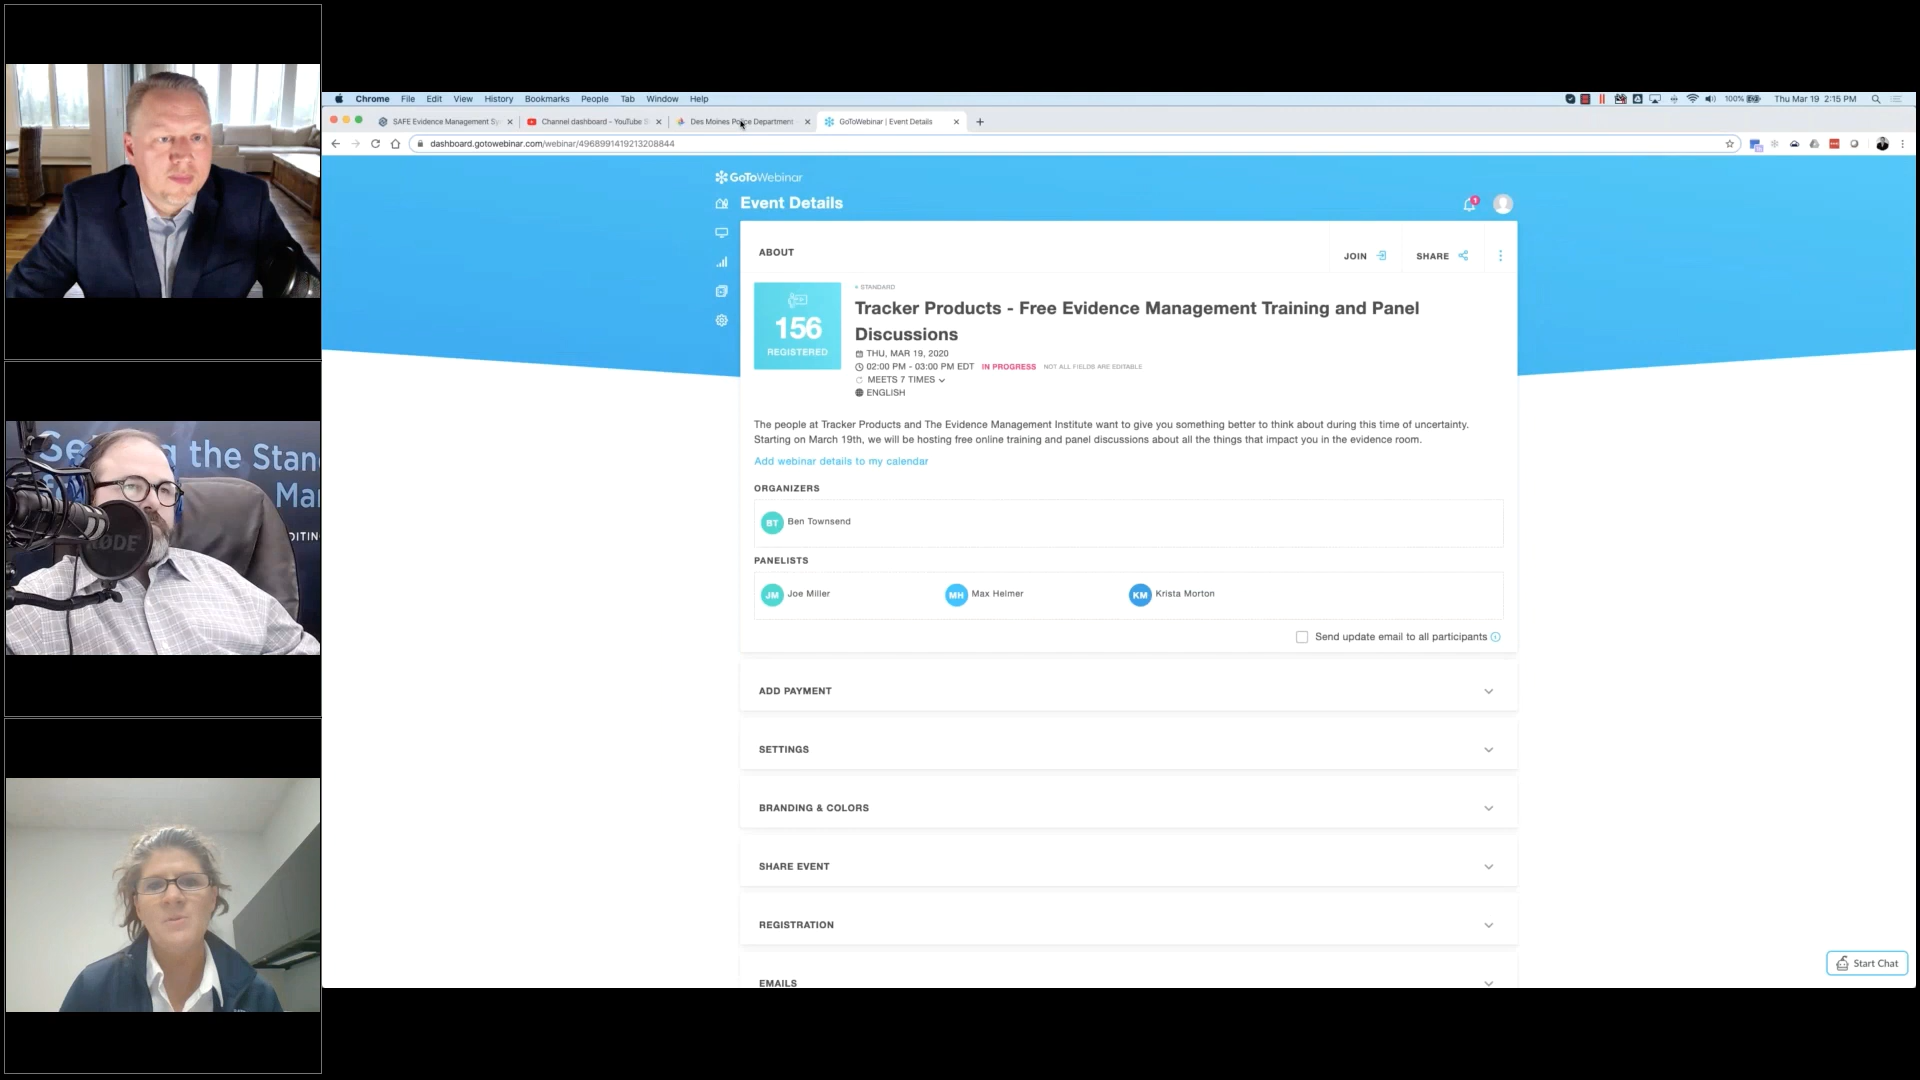 Chrome File Edit View History Bookmarks People Tab Window Help 100% Thu Mar 19 2:15 PM
SAFE Evidence Management Sy Channel dashboard - YouTube S Des Moines Police Department GoToWebinar | Event Details
dashboard.gotowebinar.com/webinar/4968991419213208844
GoToWebinar
Event Details
1
ABOUT
JOIN
SHARE
156
REGISTERED
STANDARD
Tracker Products - Free Evidence Management Training and Panel
Discussions
THU, MAR 19, 2020
02:00 PM - 03:00 PM EDT IN PROGRESS NOT ALL FIELDS ARE EDITABLE
MEETS 7 TIMES
ENGLISH
The people at Tracker Products and The Evidence Management Institute want to give you something better to think about during this time of uncertainty.
Starting on March 19th, we will be hosting free online training and panel discussions about all the things that impact you in the evidence room.
Add webinar details to my calendar
ORGANIZERS
BT Ben Townsend
PANELISTS
JM Joe Miller MH Max Helmer KM Krista Morton
Send update email to all participants
ADD PAYMENT
SETTINGS
BRANDING & COLORS
SHARE EVENT
REGISTRATION
EMAILS
Start Chat
the Stan
Ma
DITIN
RØDE